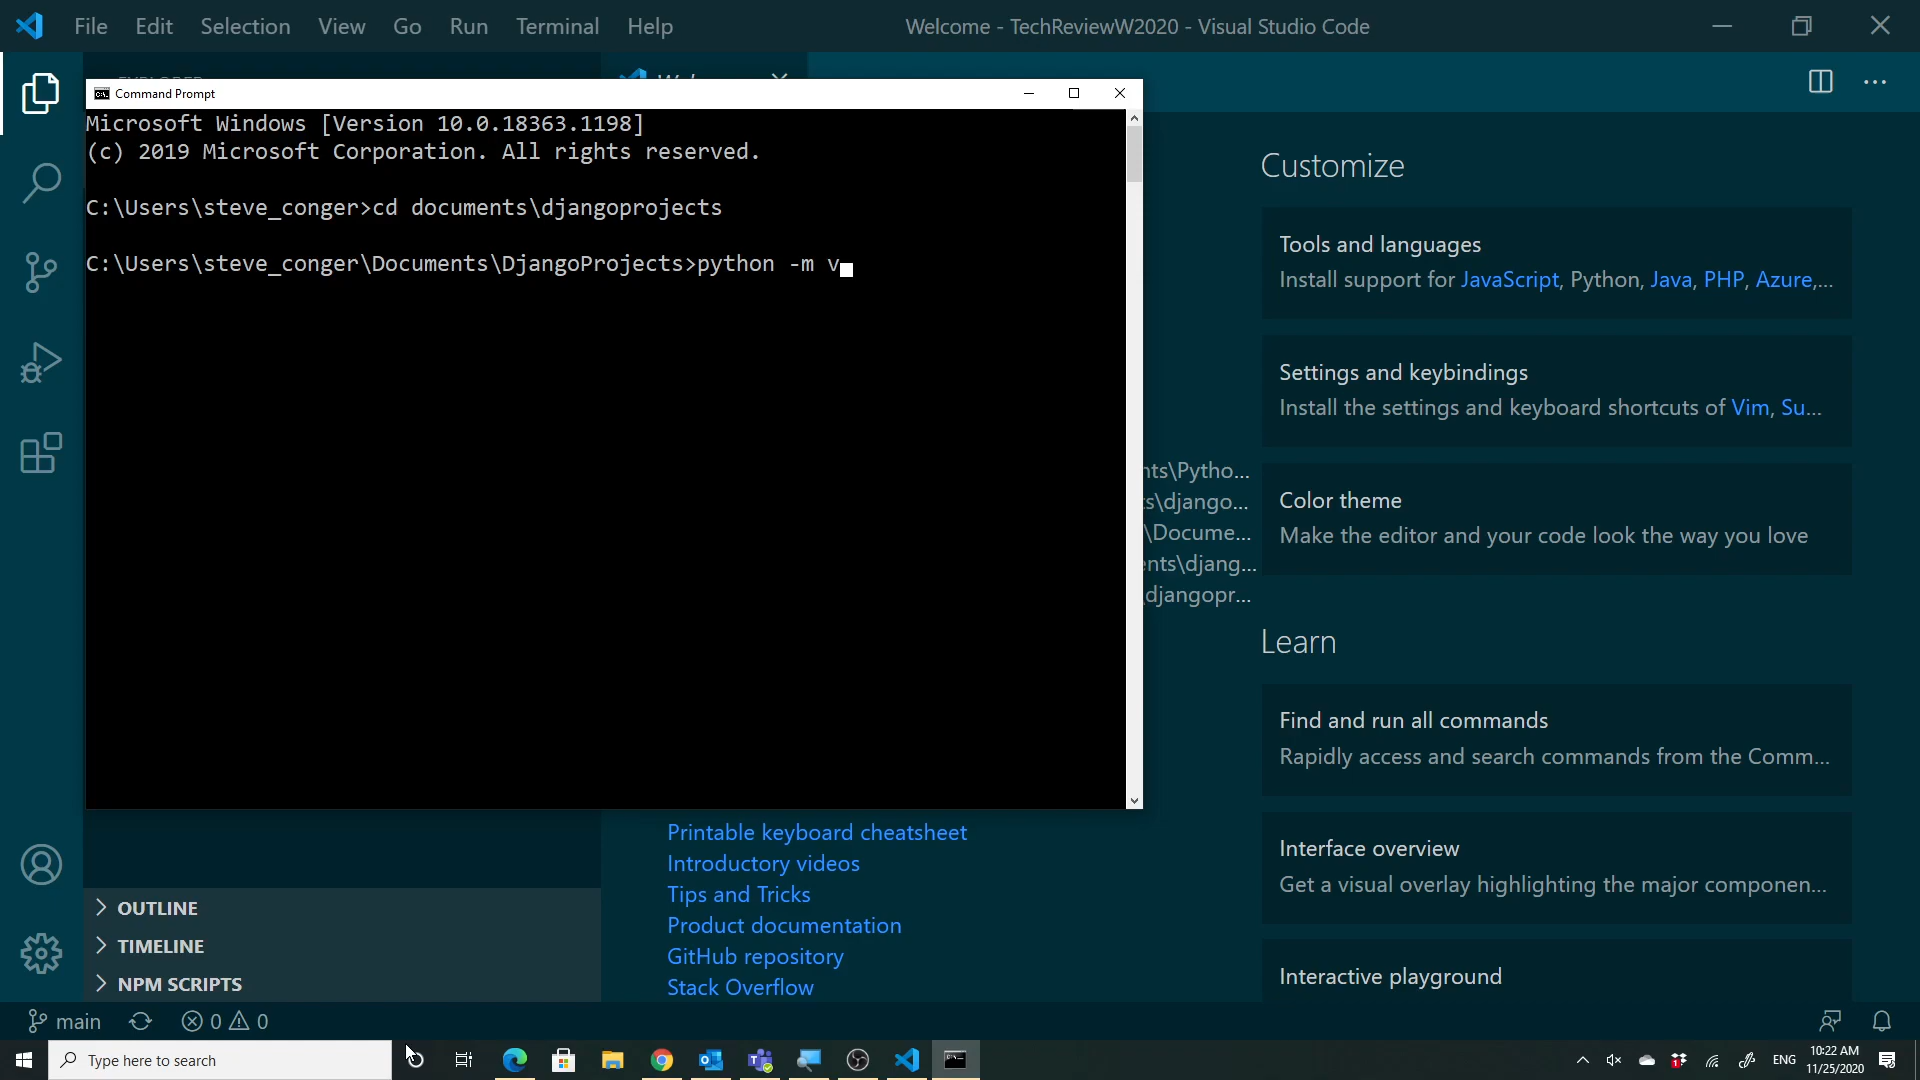 File Edit Selection View Go Run Terminal Help
Welcome - TechReviewW2020 - Visual Studio Code
Command Prompt
Microsoft Windows [Version 10.0.18363.1198]
(c) 2019 Microsoft Corporation. All rights reserved.
C:\Users\steve_conger>cd documents\djangoprojects
C:\Users\steve_conger\Documents\DjangoProjects>python -m v
nts\Pytho...
s\django...
\Docume...
ents\djang...
\djangopr...
Printable keyboard cheatsheet
Introductory videos
Tips and Tricks
Product documentation
GitHub repository
Stack Overflow
Customize
Tools and languages
Install support for JavaScript, Python, Java, PHP, Azure,...
Settings and keybindings
Install the settings and keyboard shortcuts of Vim, Su...
Color theme
Make the editor and your code look the way you love
Learn
Find and run all commands
Rapidly access and search commands from the Comm...
Interface overview
Get a visual overlay highlighting the major componen...
Interactive playground
OUTLINE
TIMELINE
NPM SCRIPTS
main 0 0
Type here to search
ENG
10:22 AM
11/25/2020